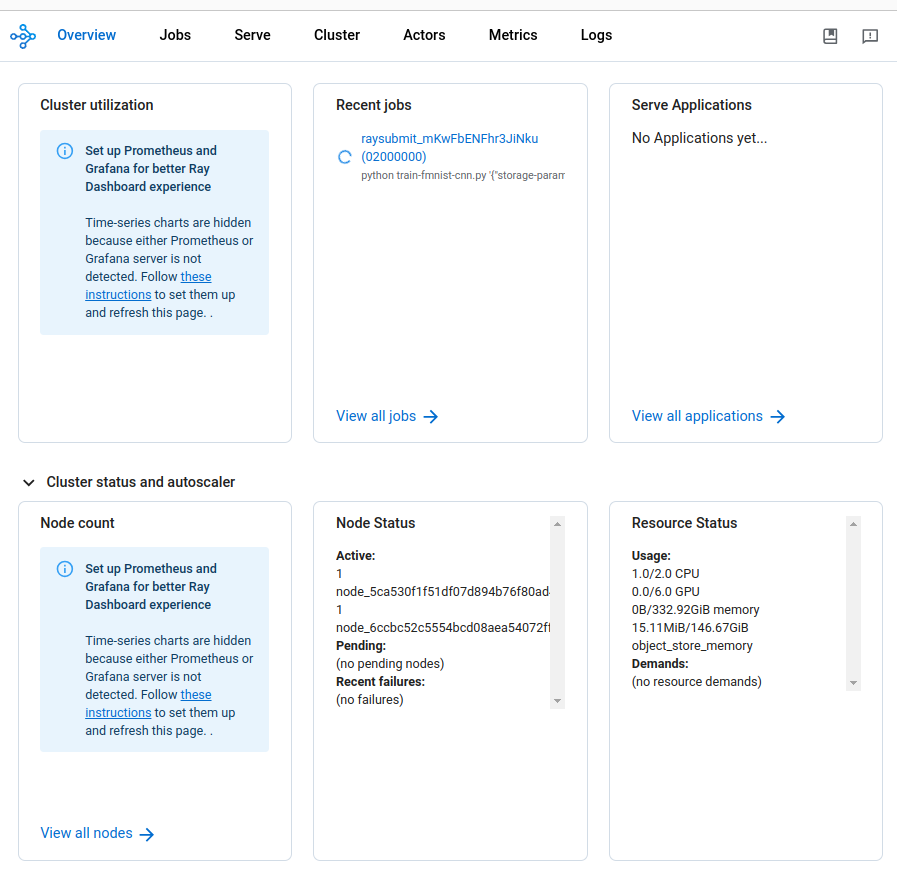 Overview Jobs Serve Cluster Actors Metrics Logs
Cluster utilization
Set up Prometheus and
Grafana for better Ray
Dashboard experience
Time-series charts are hidden
because either Prometheus or
Grafana server is not
detected. Follow these
instructions to set them up
and refresh this page. .
Recent jobs
raysubmit_mKwFbENFhr3JiNku
(02000000)
python train-fmnist-cnn.py '{"storage-param
View all jobs
Serve Applications
No Applications yet...
View all applications
Cluster status and autoscaler
Node count
Set up Prometheus and
Grafana for better Ray
Dashboard experience
Time-series charts are hidden
because either Prometheus or
Grafana server is not
detected. Follow these
instructions to set them up
and refresh this page. .
View all nodes
Node Status
Active:
1
node_5ca530f1f51df07d894b76f80ad
1
node_6ccbc52c5554bcd08aea54072ff
Pending:
(no pending nodes)
Recent failures:
(no failures)
Resource Status
Usage:
1.0/2.0 CPU
0.0/6.0 GPU
0B/332.92GiB memory
15.11MiB/146.67GiB
object_store_memory
Demands:
(no resource demands)